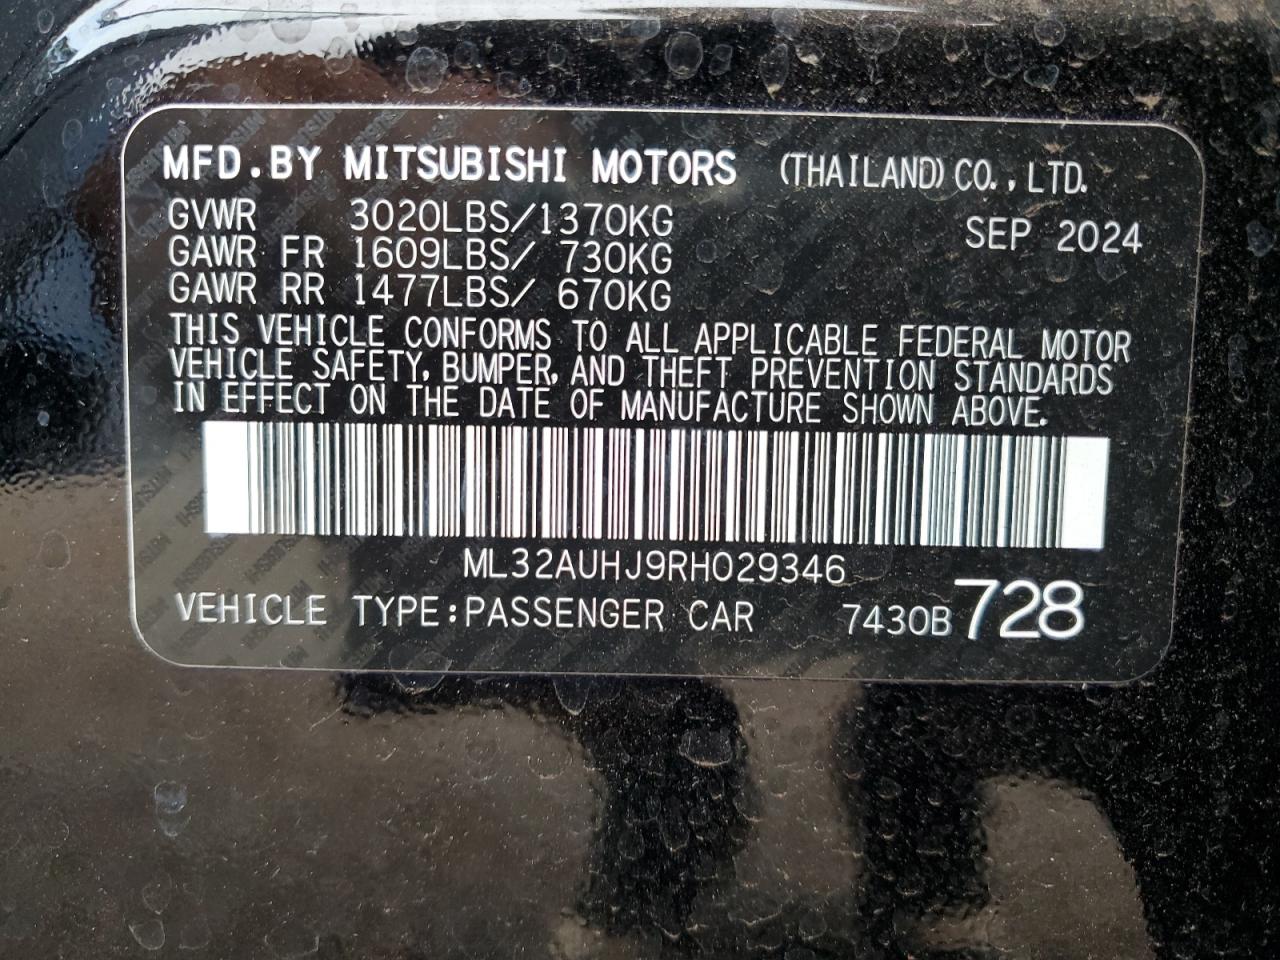 MFD.BY MITSUBISHI MOTORS (THAILAND) CO., LTD.
GVWR 3020LBS/1370KG SEP 2024
GAWR FR 1609LBS/ 730KG
GAWR RR 1477LBS/ 670KG
THIS VEHICLE CONFORMS TO ALL APPLICABLE FEDERAL MOTOR
VEHICLE SAFETY, BUMPER, AND THEFT PREVENTION STANDARDS
IN EFFECT ON THE DATE OF MANUFACTURE SHOWN ABOVE.
ML32AUHJ9RH029346
VEHICLE TYPE:PASSENGER CAR 7430B 728